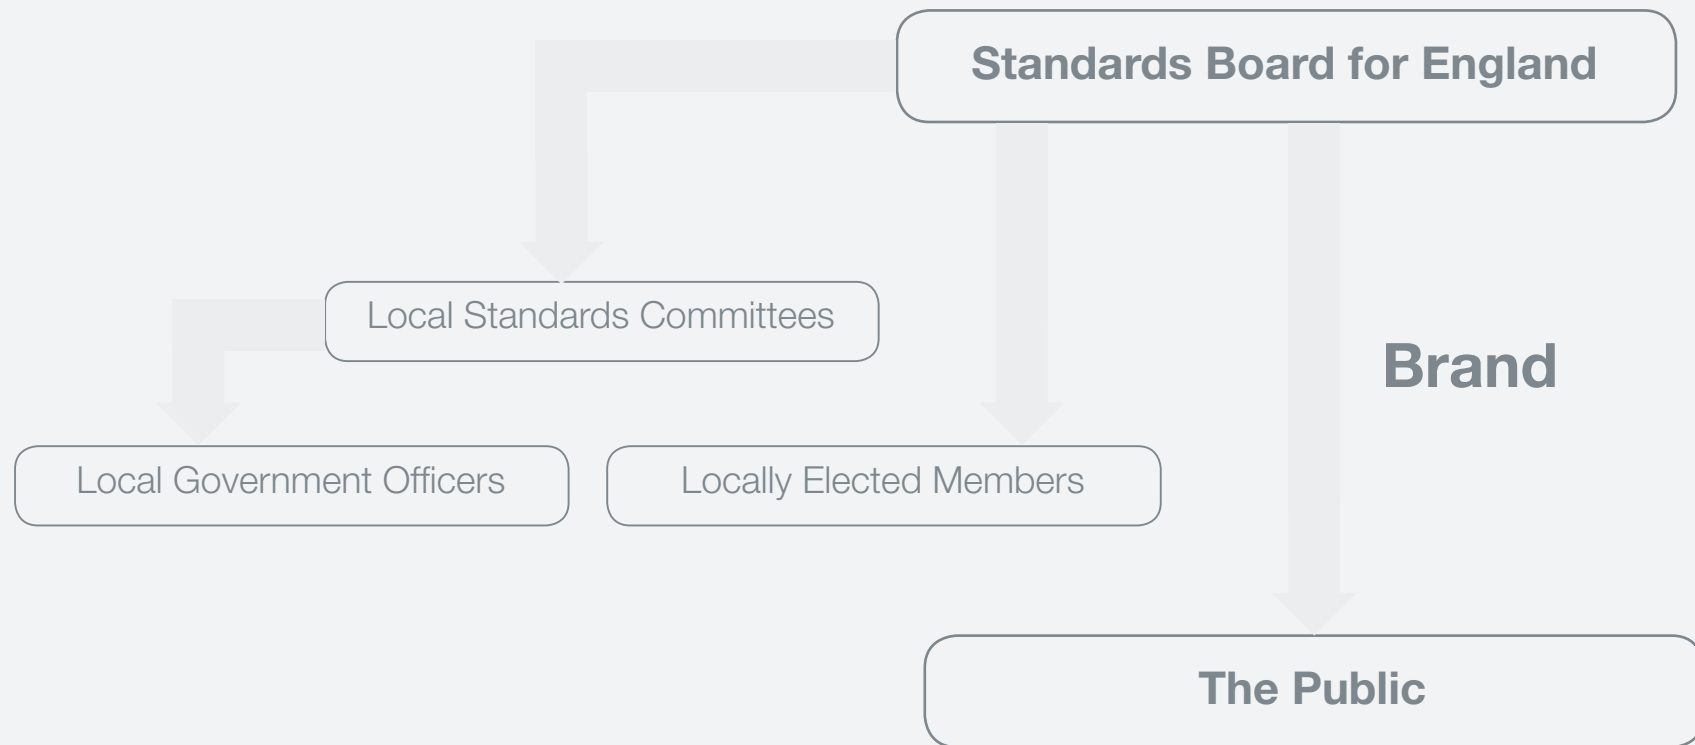 Standards Board for England
Local Standards Committees
Brand
Local Government Officers
Locally Elected Members
The Public